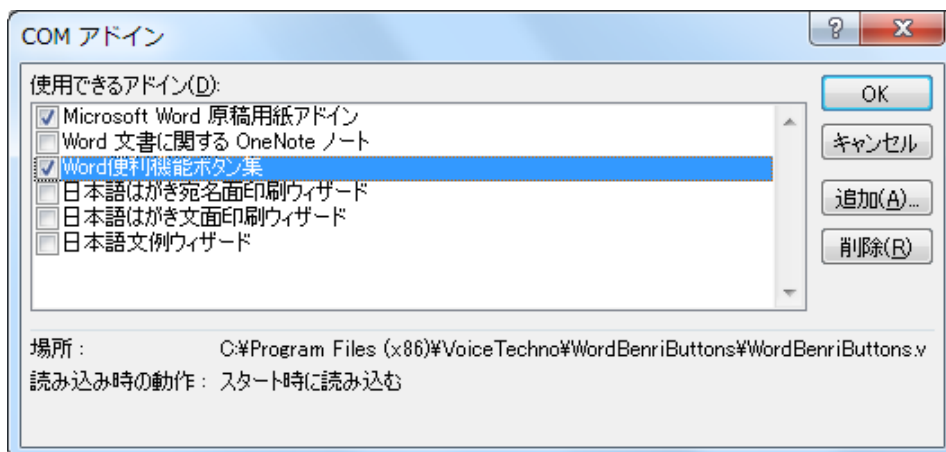 COM アドイン
使用できるアドイン(D):
Microsoft Word 原稿用紙アドイン
Word 文書に関する OneNote ノート
Word便利機能ボタン集
日本語はがき宛名面印刷ウィザード
日本語はがき文面印刷ウィザード
日本語文例ウィザード
OK
キャンセル
追加(A)...
削除(R)
場所 : C:¥Program Files (x86)¥VoiceTechno¥WordBenriButtons¥WordBenriButtons.v
読み込み時の動作 : スタート時に読み込む